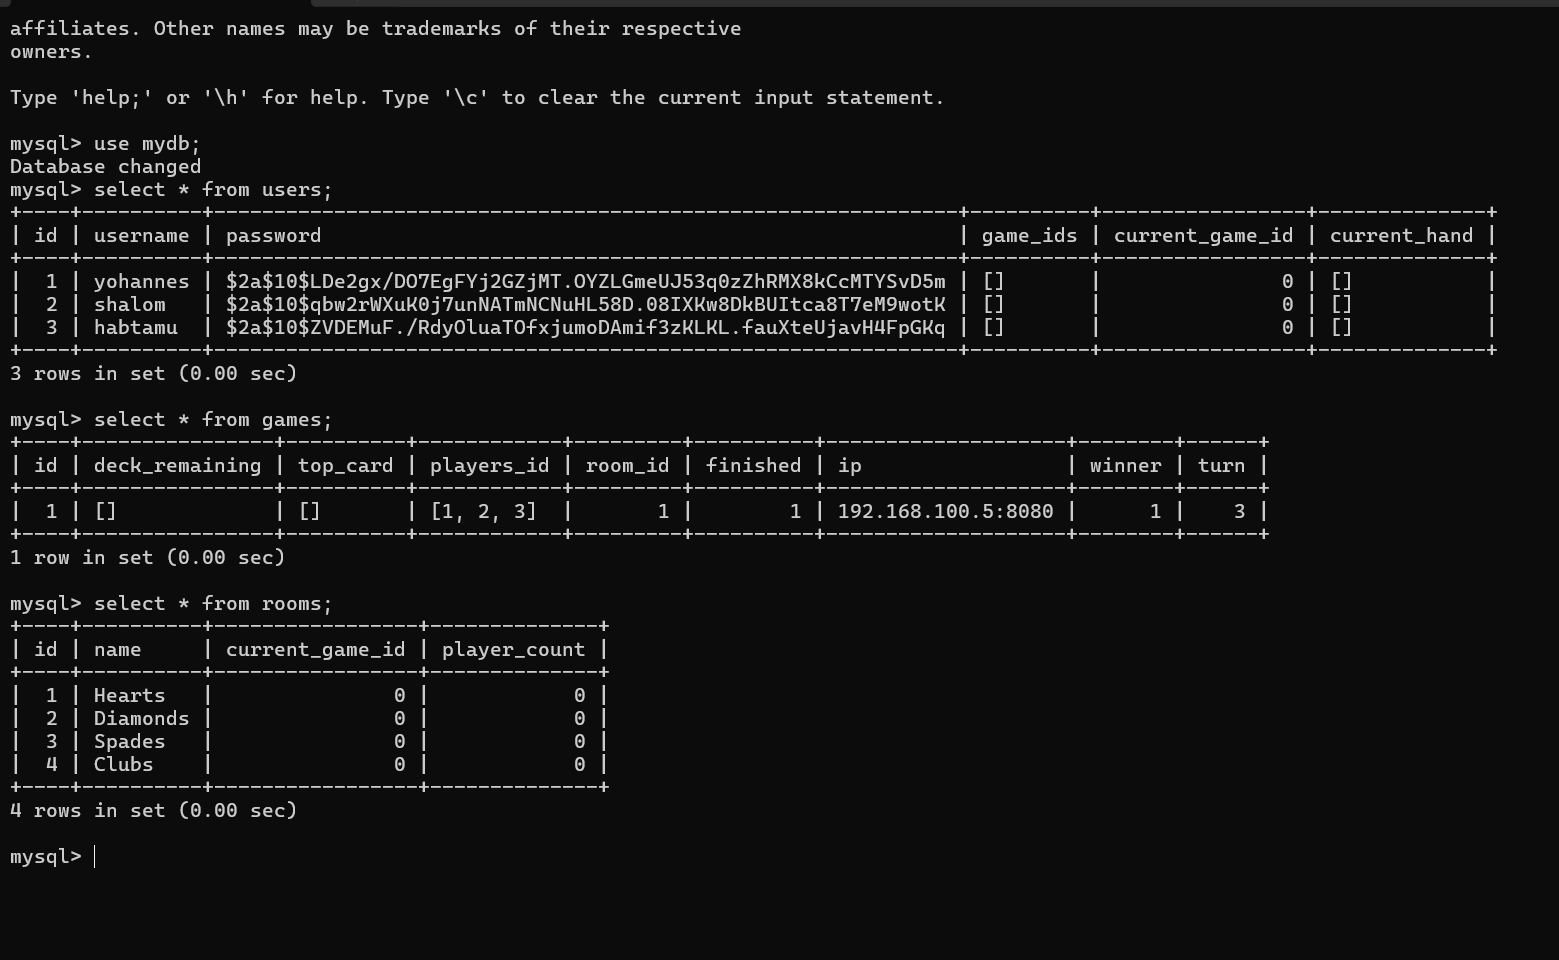 affiliates. Other names may be trademarks of their respective
owners.
Type 'help;' or '\h' for help. Type '\c' to clear the current input statement.
mysql> use mydb;
Database changed
mysql> select * from users;
+----+----------+--------------------------------------------------------------+----------+-----------------+--------------+
| id | username | password                                                     | game_ids | current_game_id | current_hand |
+----+----------+--------------------------------------------------------------+----------+-----------------+--------------+
|  1 | yohannes | $2a$10$LDe2gx/DO7EgFYj2GZjMT.OYZLGmeUJ53q0zZhRMX8kCcMTYSvD5m | []       |               0 | []           |
|  2 | shalom   | $2a$10$qbw2rWXuK0j7unNATmNCNuHL58D.08IXKw8DkBUItca8T7eM9wotK | []       |               0 | []           |
|  3 | habtamu  | $2a$10$ZVDEMuF./RdyOluaTOfxjumoDAmif3zKLKL.fauXteUjavH4FpGKq | []       |               0 | []           |
+----+----------+--------------------------------------------------------------+----------+-----------------+--------------+
3 rows in set (0.00 sec)
mysql> select * from games;
+----+----------------+----------+------------+---------+----------+--------------------+--------+------+
| id | deck_remaining | top_card | players_id | room_id | finished | ip                 | winner | turn |
+----+----------------+----------+------------+---------+----------+--------------------+--------+------+
|  1 | []             | []       | [1, 2, 3]  |       1 |        1 | 192.168.100.5:8080 |      1 |    3 |
+----+----------------+----------+------------+---------+----------+--------------------+--------+------+
1 row in set (0.00 sec)
mysql> select * from rooms;
+----+----------+-----------------+--------------+
| id | name     | current_game_id | player_count |
+----+----------+-----------------+--------------+
|  1 | Hearts   |               0 |            0 |
|  2 | Diamonds |               0 |            0 |
|  3 | Spades   |               0 |            0 |
|  4 | Clubs    |               0 |            0 |
+----+----------+-----------------+--------------+
4 rows in set (0.00 sec)
mysql>